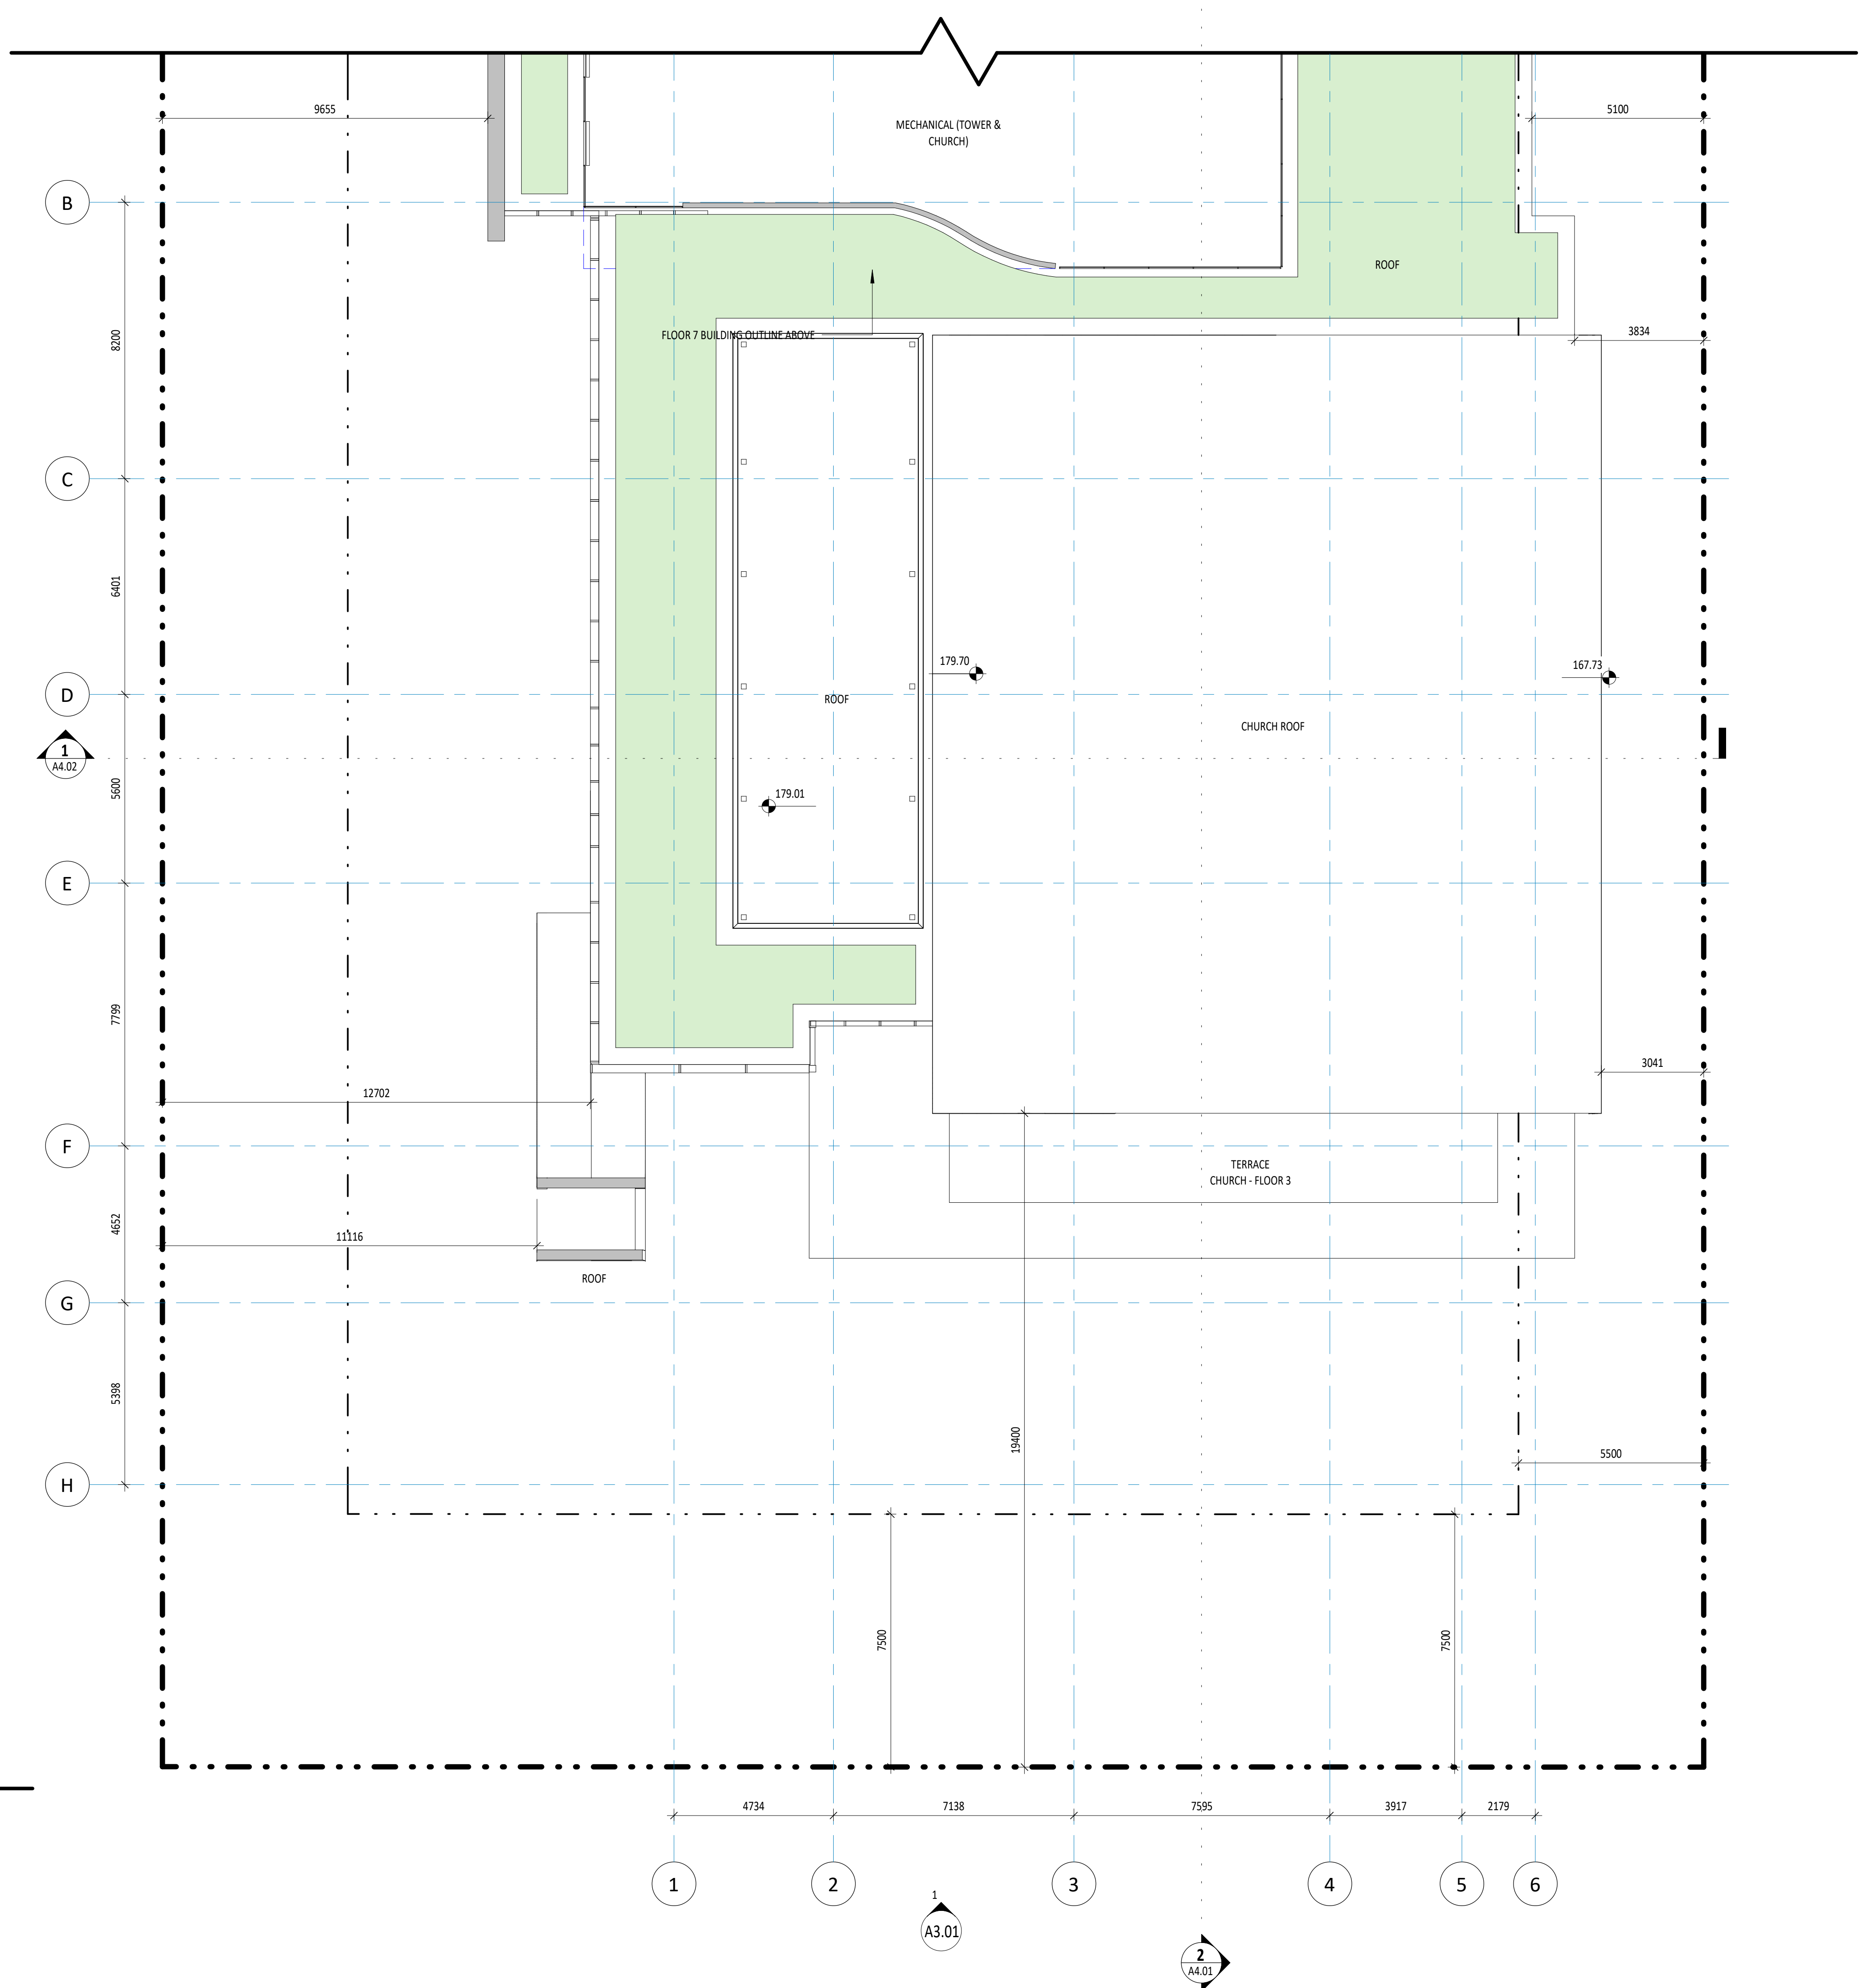 9655
5100
MECHANICAL (TOWER &
CHURCH)
B
ROOF
8200
FLOOR 7 BUILDING OUTLINE ABOVE
3834
C
6401
179.70
167.73
D
ROOF
CHURCH ROOF
1
A4.02
5600
179.01
E
7799
3041
12702
F
TERRACE
CHURCH - FLOOR 3
4652
11116
ROOF
G
5398
19400
5500
H
7500
7500
4734
7138
7595
3917
2179
1
2
3
4
5
6
1
A3.01
2
A4.01